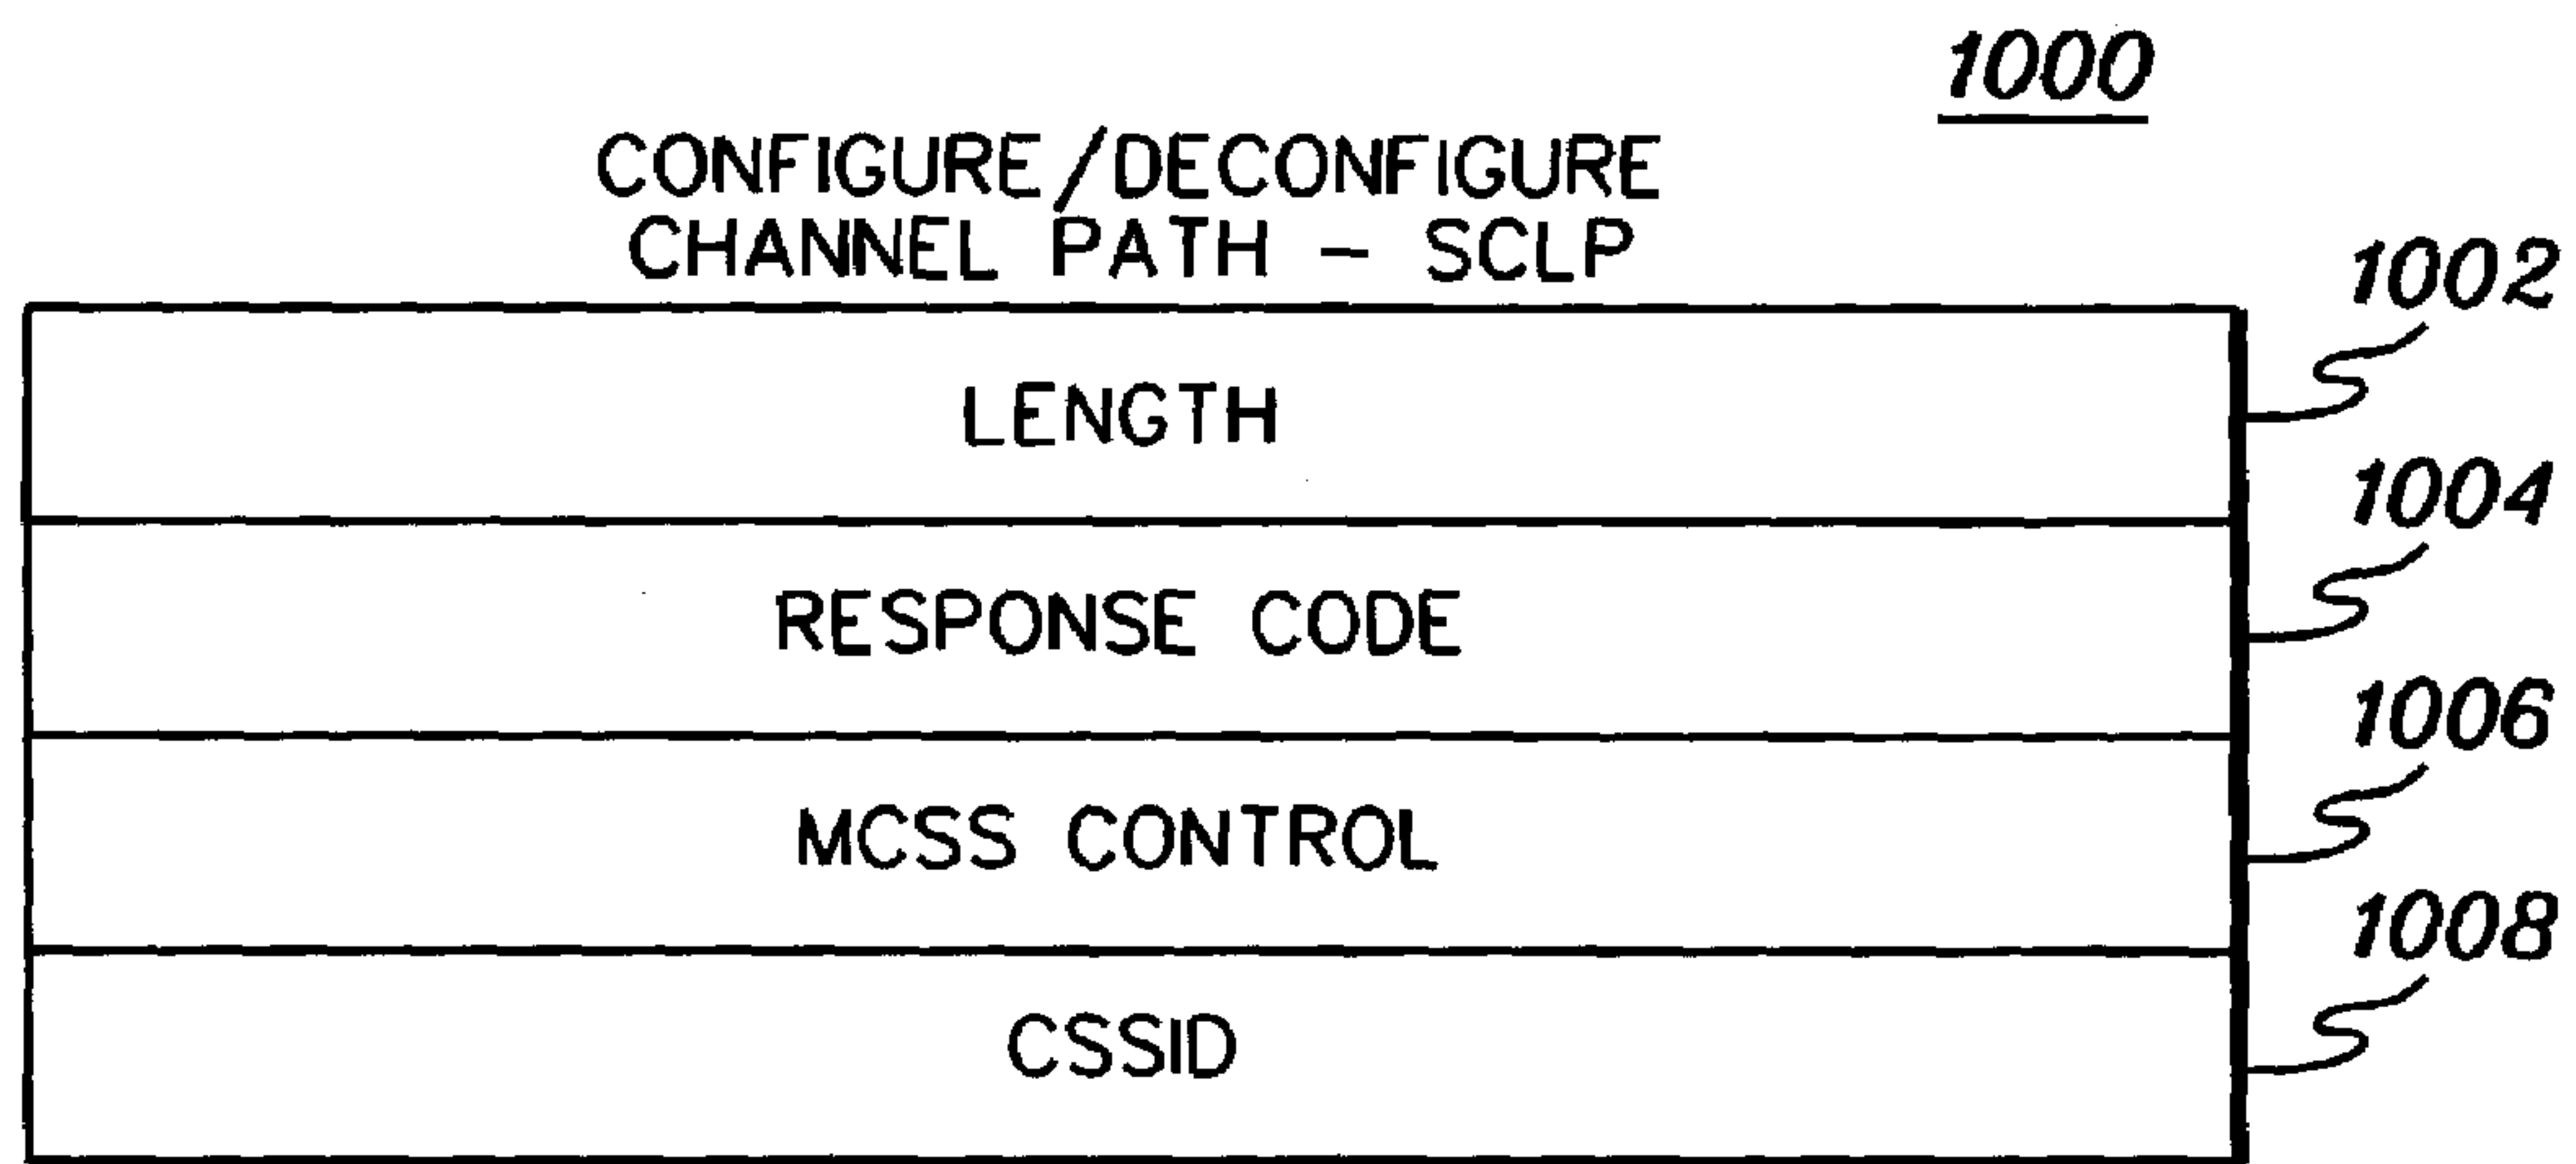 1000
CONFIGURE/DECONFIGURE
CHANNEL PATH - SCLP
1002
LENGTH
1004
RESPONSE CODE
1006
MCSS CONTROL
1008
CSSID